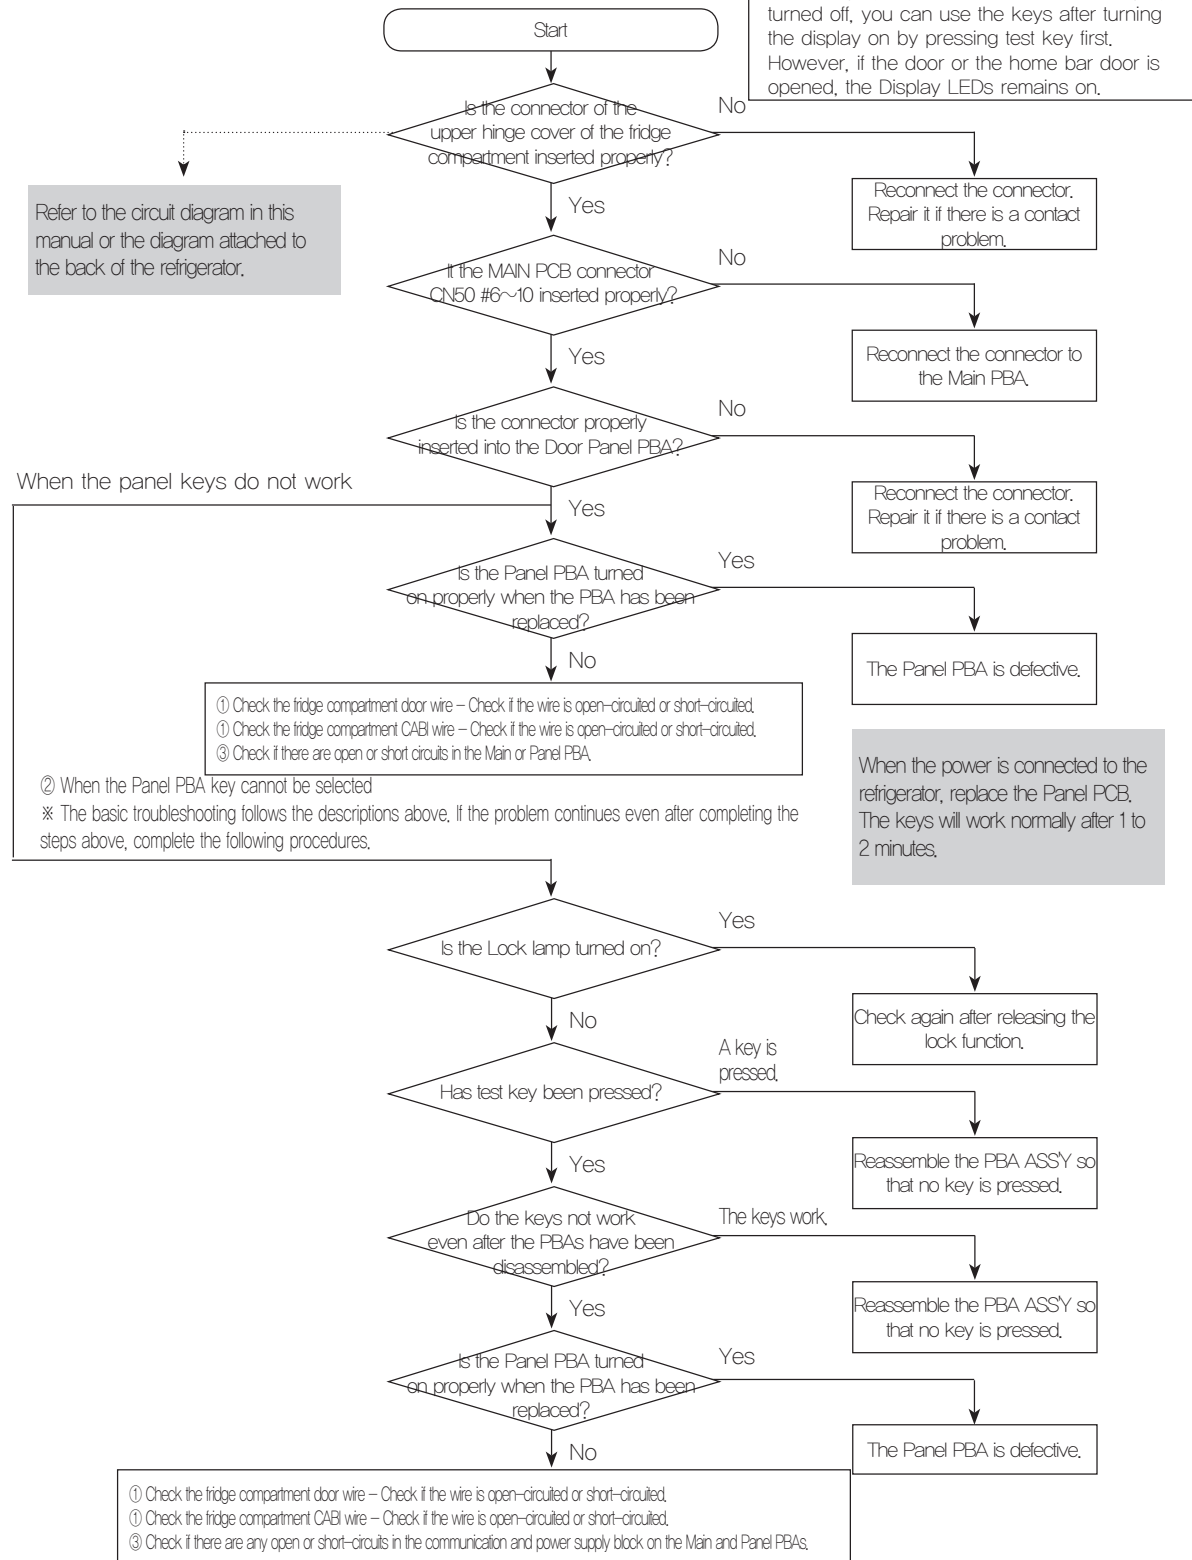 turned off, you can use the keys after turning
the display on by pressing test key first.
However, if the door or the home bar door is
opened, the Display LEDs remains on.
Start
Is the connector of the
upper hinge cover of the fridge
compartment inserted properly?
No
Refer to the circuit diagram in this
manual or the diagram attached to
the back of the refrigerator.
Reconnect the connector.
Repair it if there is a contact
problem.
Yes
It the MAIN PCB connector
CN50 #6~10 inserted properly?
No
Reconnect the connector to
the Main PBA.
Yes
Is the connector properly
inserted into the Door Panel PBA?
No
Reconnect the connector.
Repair it if there is a contact
problem.
When the panel keys do not work
Yes
Is the Panel PBA turned
on properly when the PBA has been
replaced?
Yes
The Panel PBA is defective.
No
① Check the fridge compartment door wire – Check if the wire is open-circuited or short-circuited.
① Check the fridge compartment CABI wire – Check if the wire is open-circuited or short-circuited.
③ Check if there are open or short circuits in the Main or Panel PBA.
When the power is connected to the
refrigerator, replace the Panel PCB.
The keys will work normally after 1 to
2 minutes.
② When the Panel PBA key cannot be selected
※ The basic troubleshooting follows the descriptions above. If the problem continues even after completing the
steps above, complete the following procedures.
Is the Lock lamp turned on?
Yes
Check again after releasing the
lock function.
No
Has test key been pressed?
A key is
pressed.
Reassemble the PBA ASS'Y so
that no key is pressed.
Yes
Do the keys not work
even after the PBAs have been
disassembled?
The keys work.
Reassemble the PBA ASS'Y so
that no key is pressed.
Yes
Is the Panel PBA turned
on properly when the PBA has been
replaced?
Yes
The Panel PBA is defective.
No
① Check the fridge compartment door wire – Check if the wire is open-circuited or short-circuited.
① Check the fridge compartment CABI wire – Check if the wire is open-circuited or short-circuited.
③ Check if there are any open or short-circuits in the communication and power supply block on the Main and Panel PBAs.